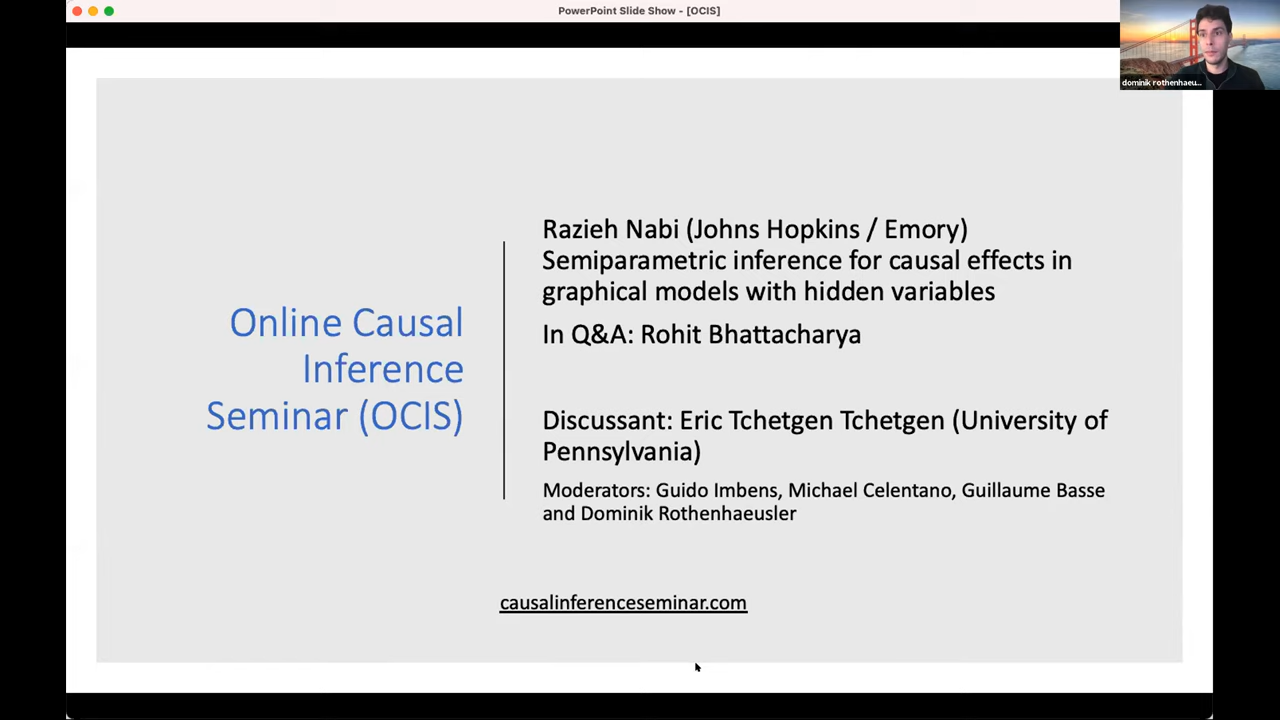 PowerPoint Slide Show - [OCIS]
dominik rothenhaeu...
Online Causal
Inference
Seminar (OCIS)
Razieh Nabi (Johns Hopkins / Emory)
Semiparametric inference for causal effects in
graphical models with hidden variables
In Q&A: Rohit Bhattacharya
Discussant: Eric Tchetgen Tchetgen (University of
Pennsylvania)
Moderators: Guido Imbens, Michael Celentano, Guillaume Basse
and Dominik Rothenhaeusler
causalinferenceseminar.com